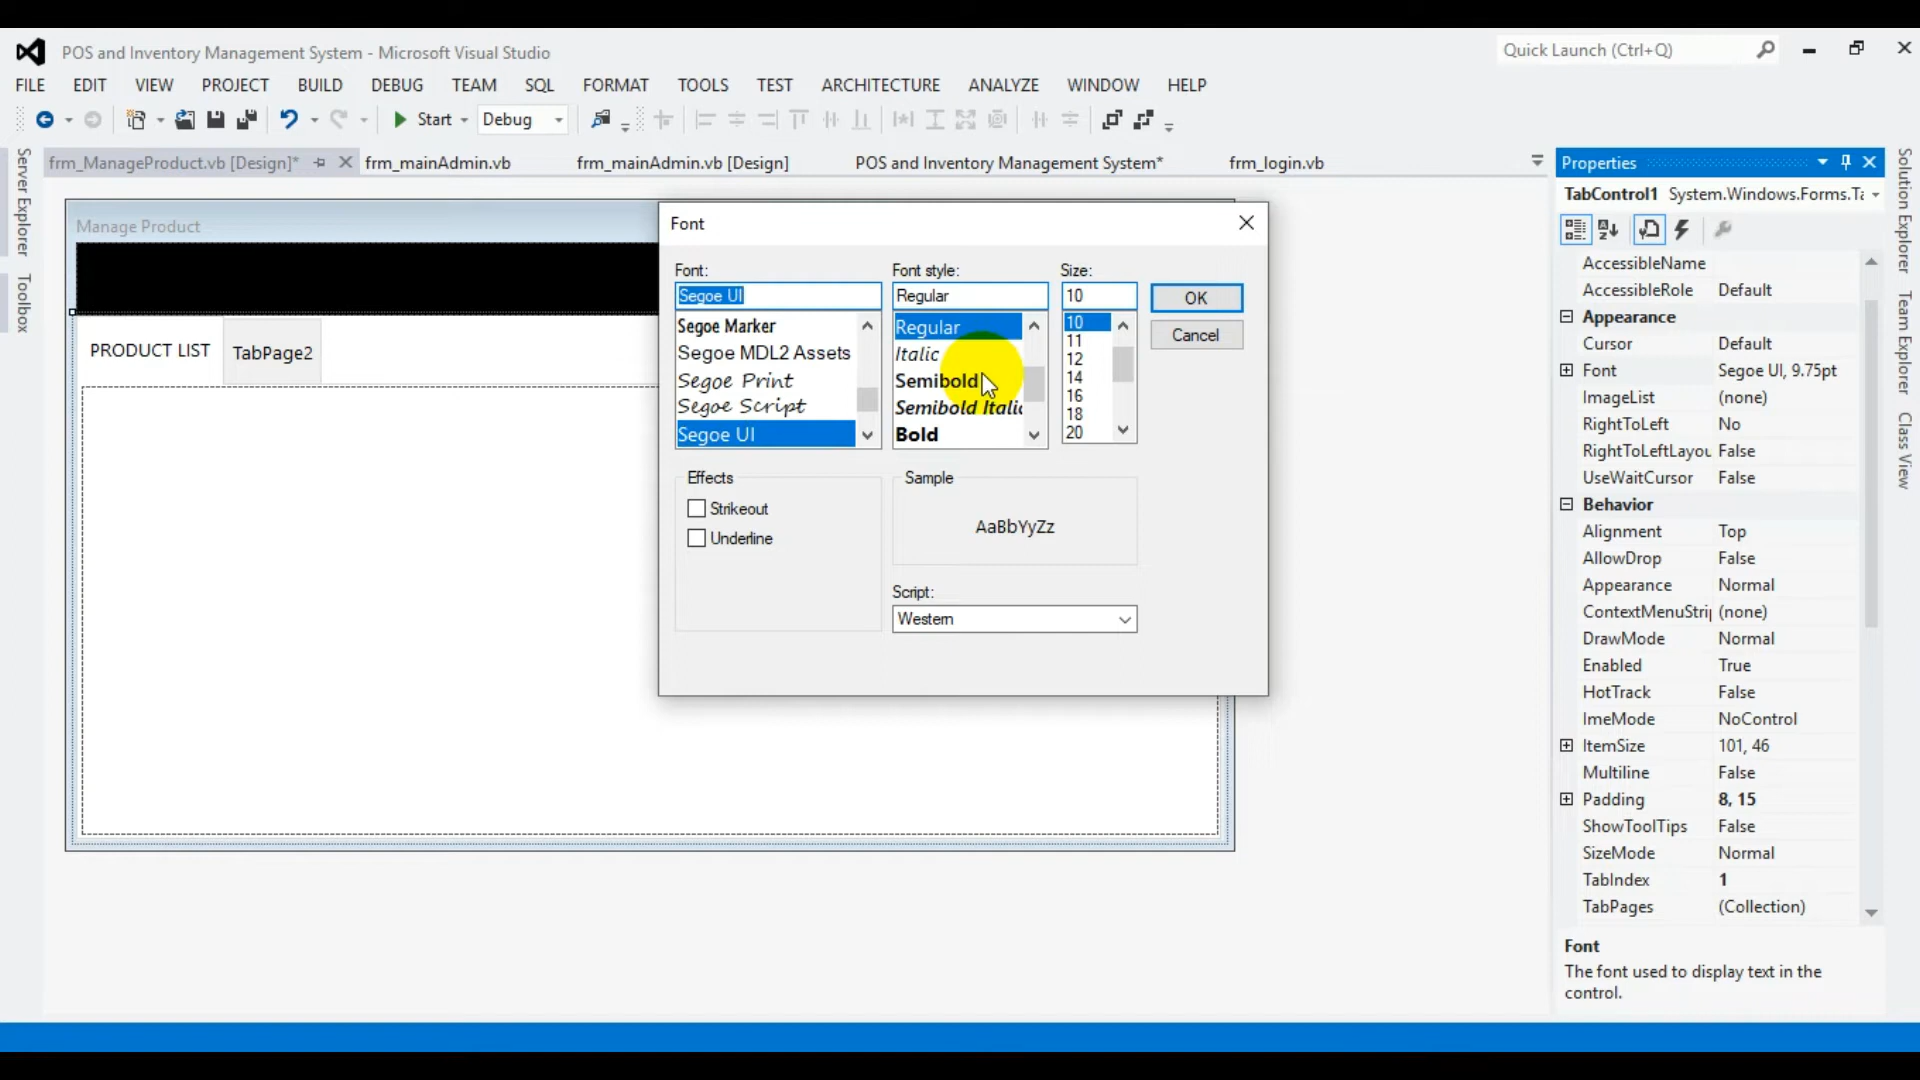 POS and Inventory Management System - Microsoft Visual Studio
Quick Launch (Ctrl+Q)
FILE EDIT VIEW PROJECT BUILD DEBUG TEAM SQL FORMAT TOOLS TEST ARCHITECTURE ANALYZE WINDOW HELP
Start Debug
frm_ManageProduct.vb [Design]* frm_mainAdmin.vb frm_mainAdmin.vb [Design] POS and Inventory Management System* frm_login.vb
Server Explorer
Toolbox
Manage Product
PRODUCT LIST TabPage2
Font
Font: Font style: Size:
Segoe UI Regular 10 OK
Cancel
Segoe Marker
Segoe MDL2 Assets
Segoe Print
Segoe Script
Segoe UI
Regular
Italic
Semibold
Semibold Italic
Bold
10
11
12
14
16
18
20
Effects
Strikeout
Underline
Sample
AaBbYyZz
Script:
Western
Properties
TabControl1 System.Windows.Forms.Ta
AccessibleName
AccessibleRole Default
Appearance
Cursor Default
Font Segoe UI, 9.75pt
ImageList (none)
RightToLeft No
RightToLeftLayou False
UseWaitCursor False
Behavior
Alignment Top
AllowDrop False
Appearance Normal
ContextMenuStrip (none)
DrawMode Normal
Enabled True
HotTrack False
ImeMode NoControl
ItemSize 101, 46
Multiline False
Padding 8, 15
ShowToolTips False
SizeMode Normal
TabIndex 1
TabPages (Collection)
Font
The font used to display text in the
control.
Solution Explorer
Team Explorer
Class View